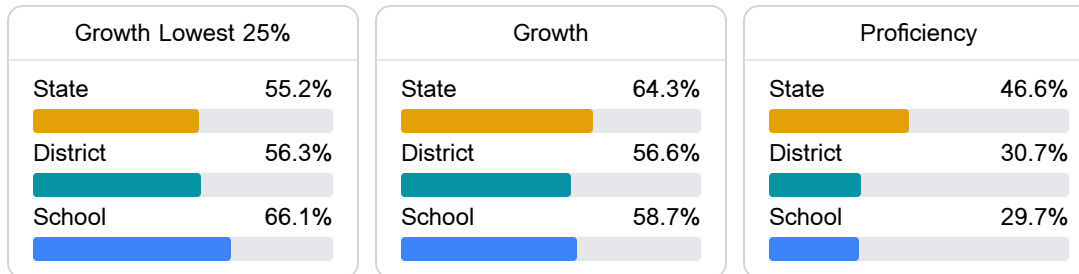 Growth Lowest 25%
State 55.2%
District 56.3%
School 66.1%
Growth
State 64.3%
District 56.6%
School 58.7%
Proficiency
State 46.6%
District 30.7%
School 29.7%